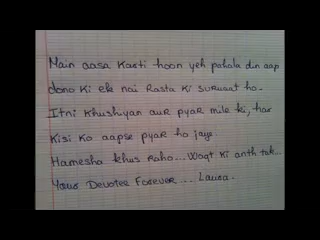 Main aasa karti hoon yeh pahala din aap
dono ki ek nai Rasta ki suruaat ho.
Itni khushiyan aur pyar mile ki, har
kisi ko aapse pyar ho jaye.
Hamesha khus raho... Waqt ki anth tak...
Your Devotee Forever.... Laura.